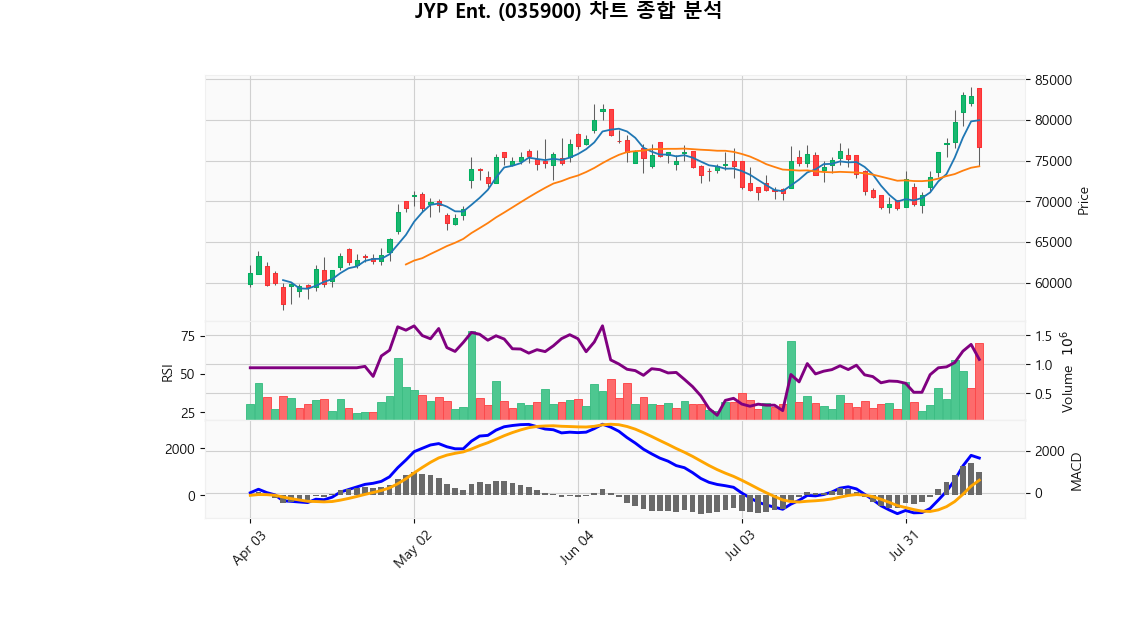 JYP Ent. (035900) 차트 종합 분석
85000
80000
75000
70000
65000
60000
Price
75
50
25
RSI
1.5
1.0
0.5
Volume 10⁶
2000
0
2000
0
MACD
Apr 03
May 02
Jun 04
Jul 03
Jul 31